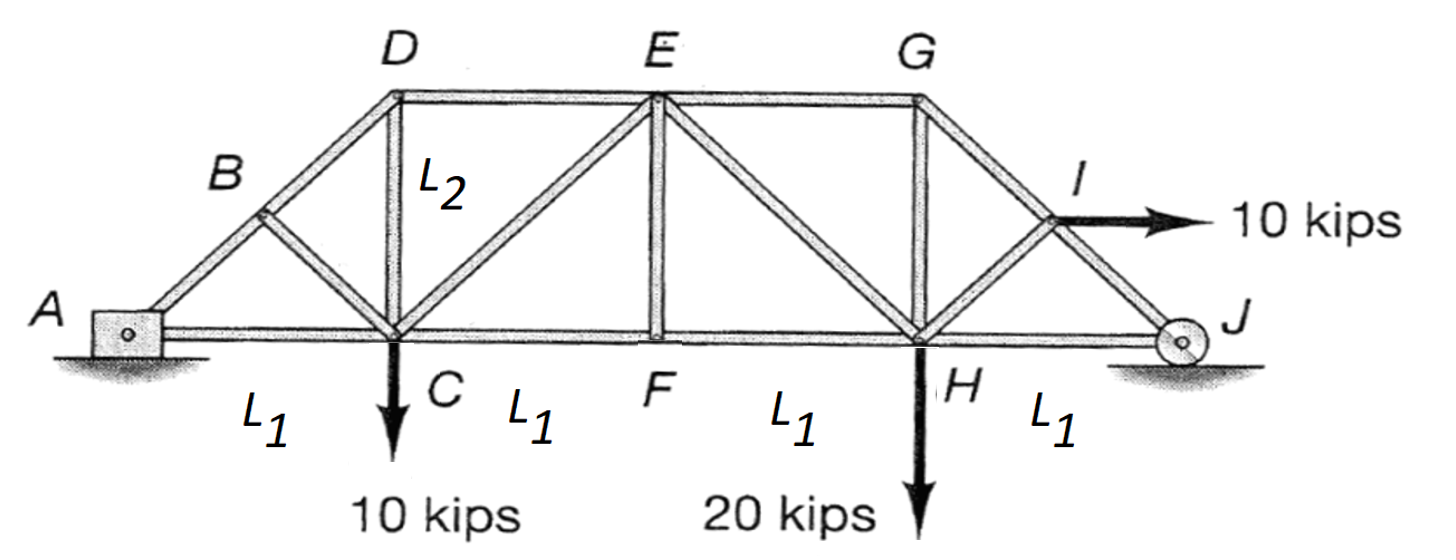 D E G
B L2 I
10 kips
A J
C F H
L1 L1 L1 L1
10 kips 20 kips